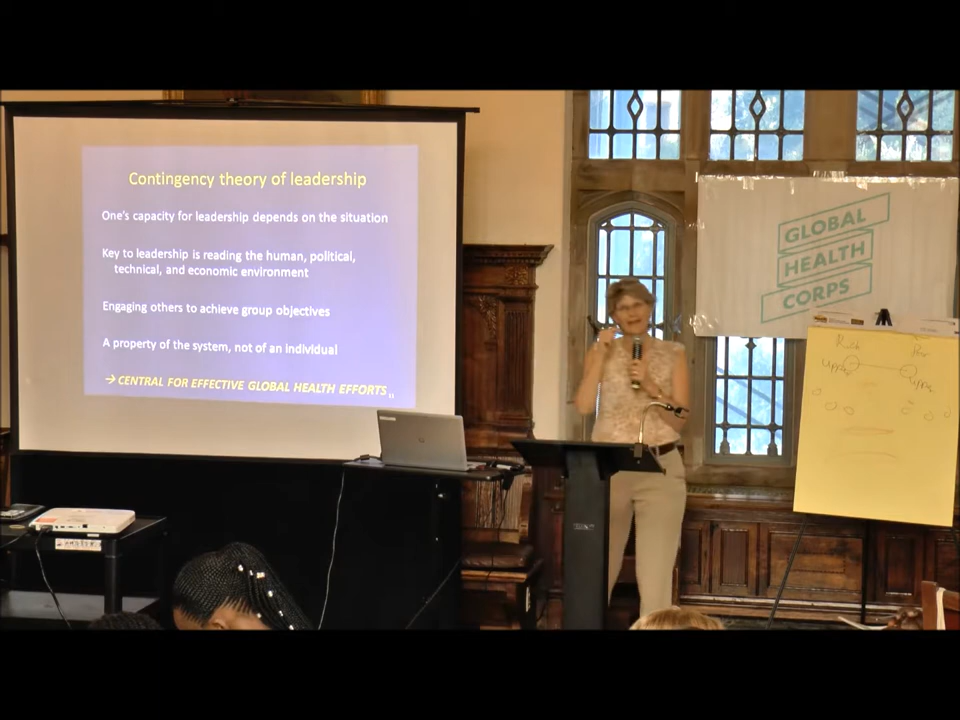 Contingency theory of leadership
One's capacity for leadership depends on the situation
Key to leadership is reading the human, political,
technical, and economic environment
Engaging others to achieve group objectives
A property of the system, not of an individual
→ CENTRAL FOR EFFECTIVE GLOBAL HEALTH EFFORTS
11
GLOBAL
HEALTH
CORPS